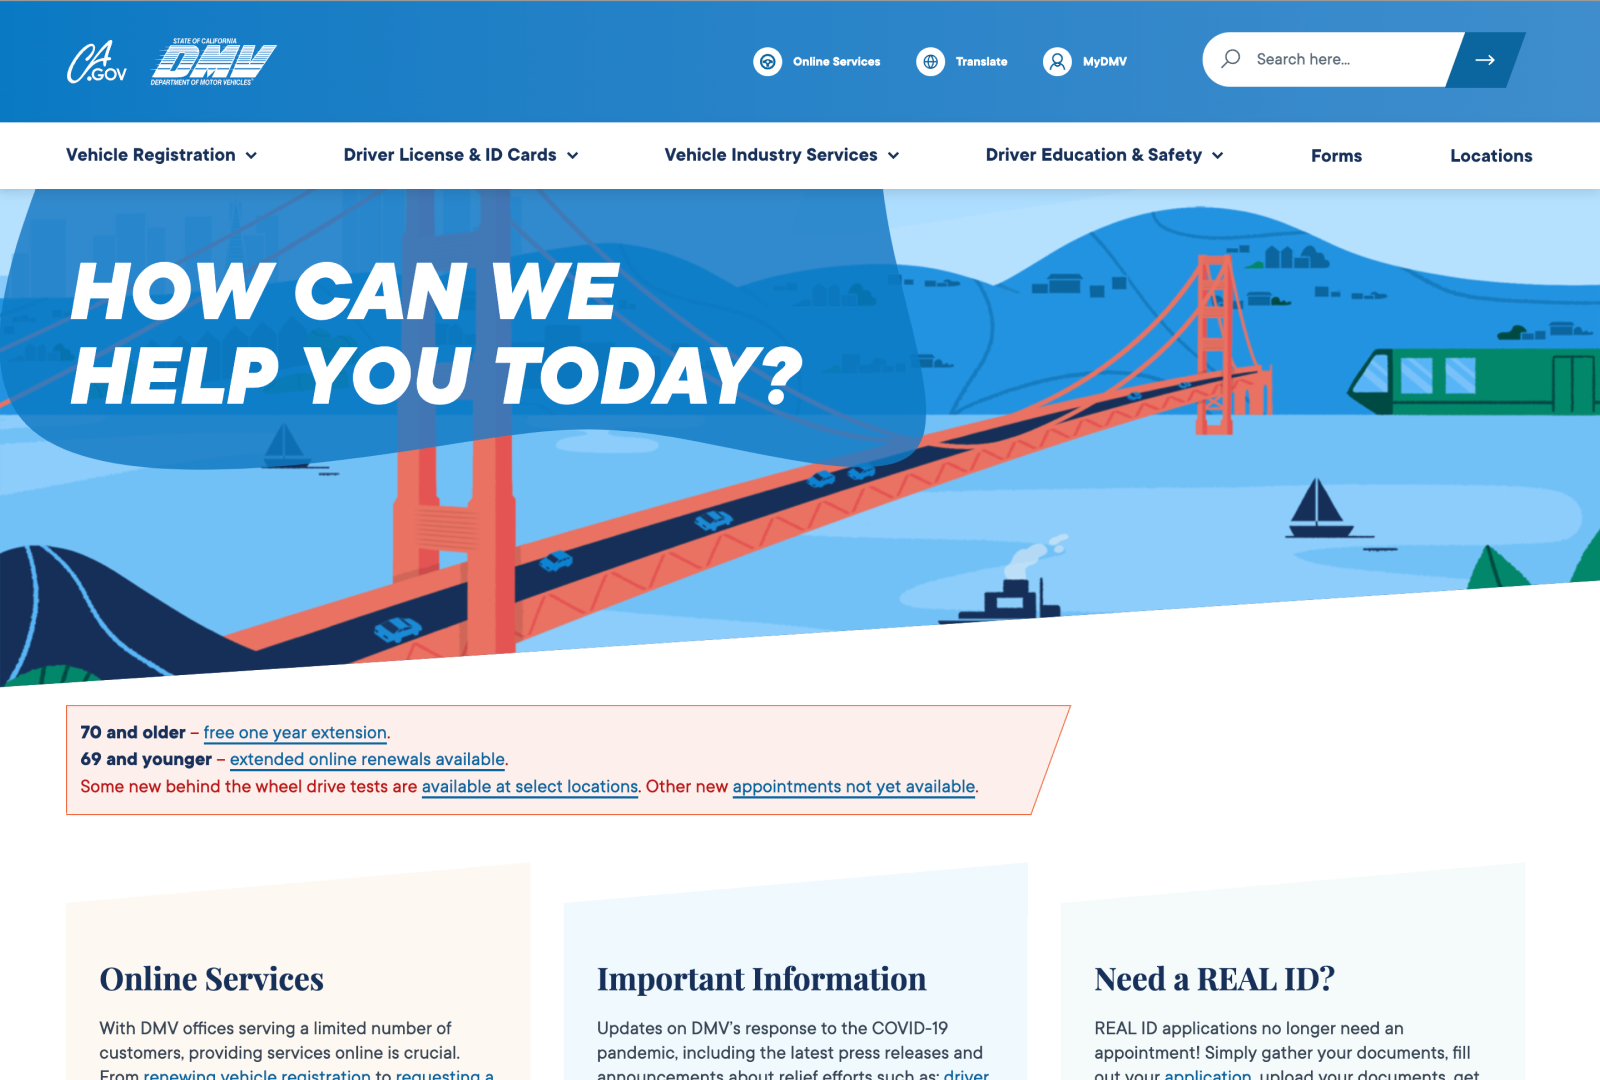 CA.GOV
STATE OF CALIFORNIA
DMV
DEPARTMENT OF MOTOR VEHICLES
Online Services
Translate
MyDMV
Search here...
Vehicle Registration
Driver License & ID Cards
Vehicle Industry Services
Driver Education & Safety
Forms
Locations
HOW CAN WE
HELP YOU TODAY?
70 and older – free one year extension.
69 and younger – extended online renewals available.
Some new behind the wheel drive tests are available at select locations. Other new appointments not yet available.
Online Services
With DMV offices serving a limited number of
customers, providing services online is crucial.
From renewing vehicle registration to requesting a
Important Information
Updates on DMV's response to the COVID-19
pandemic, including the latest press releases and
announcements about relief efforts such as: driver
Need a REAL ID?
REAL ID applications no longer need an
appointment! Simply gather your documents, fill
out your application, upload your documents, get